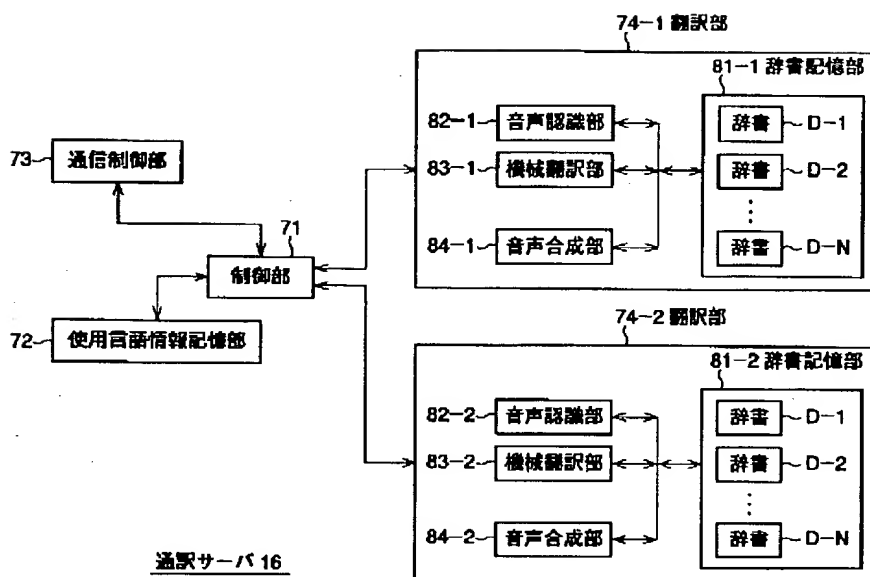 74-1 翻訳部
81-1 辞書記憶部
82-1 音声認識部
辞書 D-1
73 通信制御部
83-1 機械翻訳部
辞書 D-2
⋮
71
84-1 音声合成部
辞書 D-N
制御部
74-2 翻訳部
72 使用言語情報記憶部
81-2 辞書記憶部
82-2 音声認識部
辞書 D-1
83-2 機械翻訳部
辞書 D-2
⋮
84-2 音声合成部
辞書 D-N
通訳サーバ 16